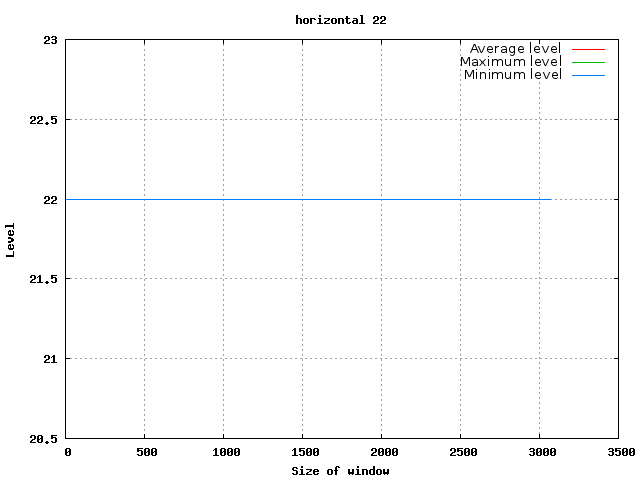 horizontal 22
23
Average level
Maximum level
Minimum level
22.5
22
Level
21.5
21
20.5
0 500 1000 1500 2000 2500 3000 3500
Size of window